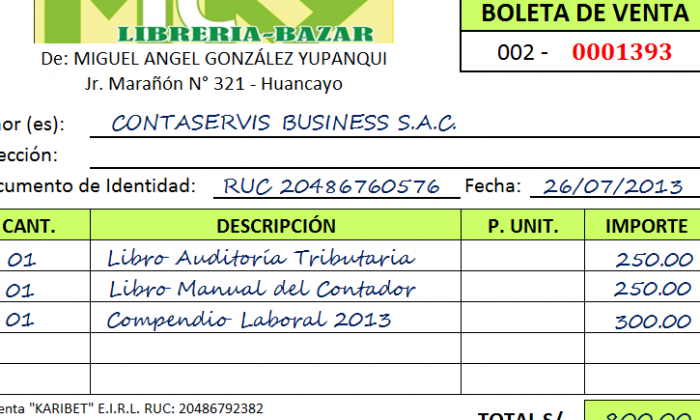 BOLETA DE VENTA
LIBRERIA-BAZAR
002 - 0001393
De: MIGUEL ANGEL GONZÁLEZ YUPANQUI
Jr. Marañón N° 321 - Huancayo
or (es): CONTASERVIS BUSINESS S.A.C.
ección:
cumento de Identidad: RUC 20486760576 Fecha: 26/07/2013
CANT. DESCRIPCIÓN P. UNIT. IMPORTE
01 Libro Auditoría Tributaria 250.00
01 Libro Manual del Contador 250.00
01 Compendio Laboral 2013 300.00
enta "KARIBET" E.I.R.L. RUC: 20486792382
TOTAL S/ 800.00